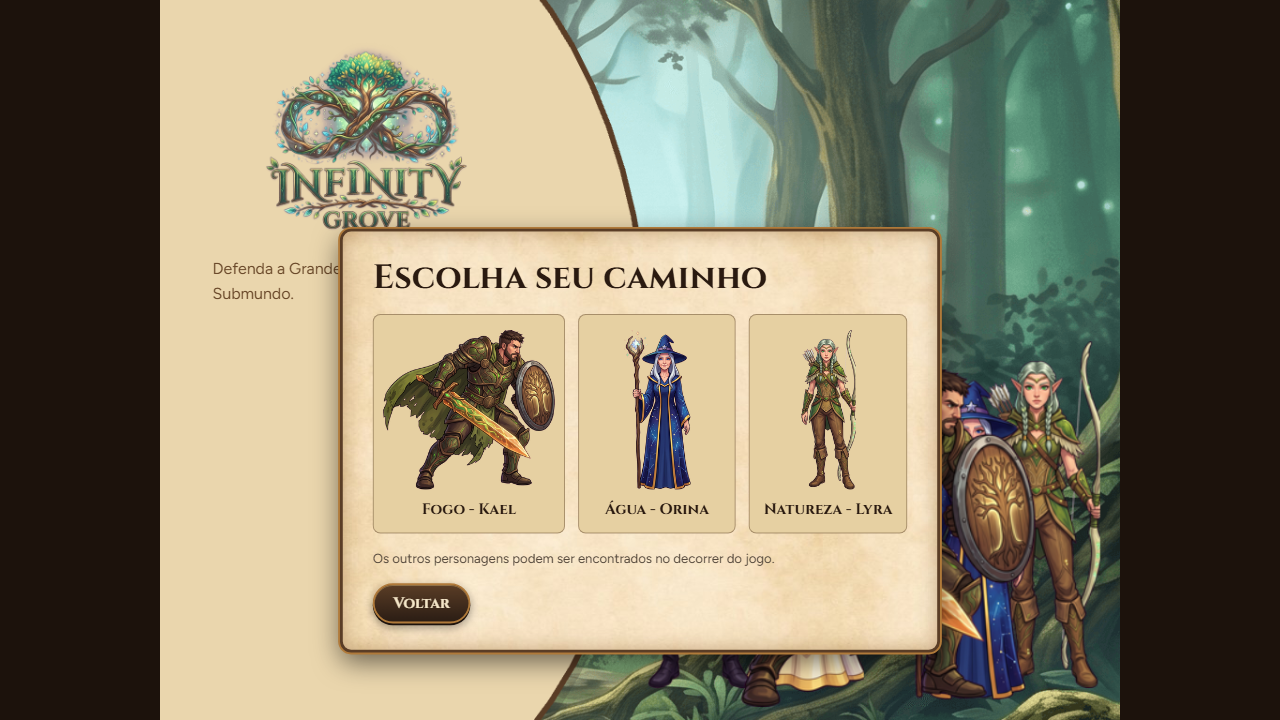 INFINITY
GROVE
Defenda a Grande
Submundo.
Escolha seu caminho
Fogo - Kael
Água - Orina
Natureza - Lyra
Os outros personagens podem ser encontrados no decorrer do jogo.
Voltar